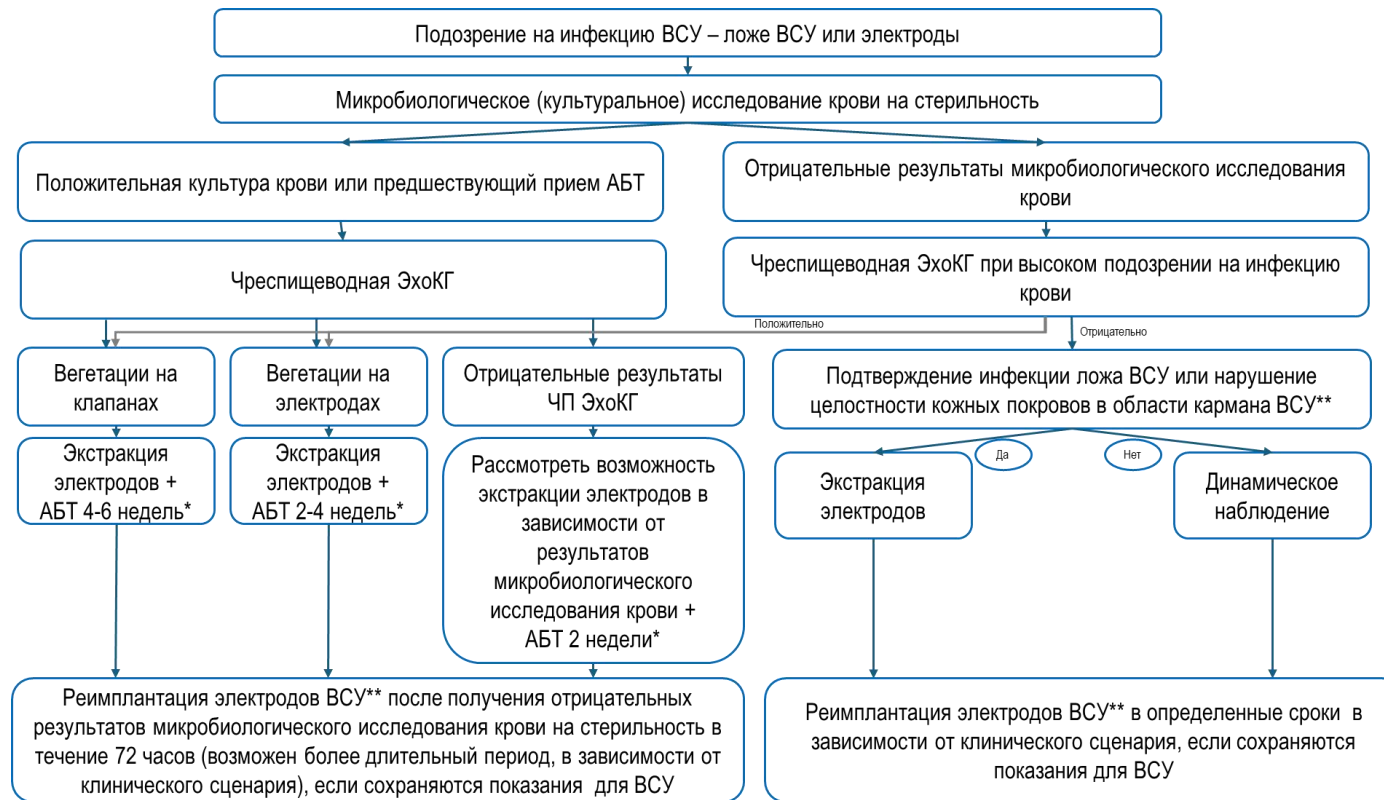 Подозрение на инфекцию ВСУ – ложе ВСУ или электроды
Микробиологическое (культуральное) исследование крови на стерильность
Положительная культура крови или предшествующий прием АБТ
Отрицательные результаты микробиологического исследования
крови
Чреспищеводная ЭхоКГ
Чреспищеводная ЭхоКГ при высоком подозрении на инфекцию
крови
Положительно
Отрицательно
Вегетации на
клапанах
Вегетации на
электродах
Отрицательные результаты
ЧП ЭхоКГ
Подтверждение инфекции ложа ВСУ или нарушение
целостности кожных покровов в области кармана ВСУ**
Да
Нет
Экстракция
электродов +
АБТ 4-6 недель*
Экстракция
электродов +
АБТ 2-4 недель*
Рассмотреть возможность
экстракции электродов в
зависимости от
результатов
микробиологического
исследования крови +
АБТ 2 недели*
Экстракция
электродов
Динамическое
наблюдение
Реимплантация электродов ВСУ** после получения отрицательных
результатов микробиологического исследования крови на стерильность в
течение 72 часов (возможен более длительный период, в зависимости от
клинического сценария), если сохраняются показания для ВСУ
Реимплантация электродов ВСУ** в определенные сроки в
зависимости от клинического сценария, если сохраняются
показания для ВСУ